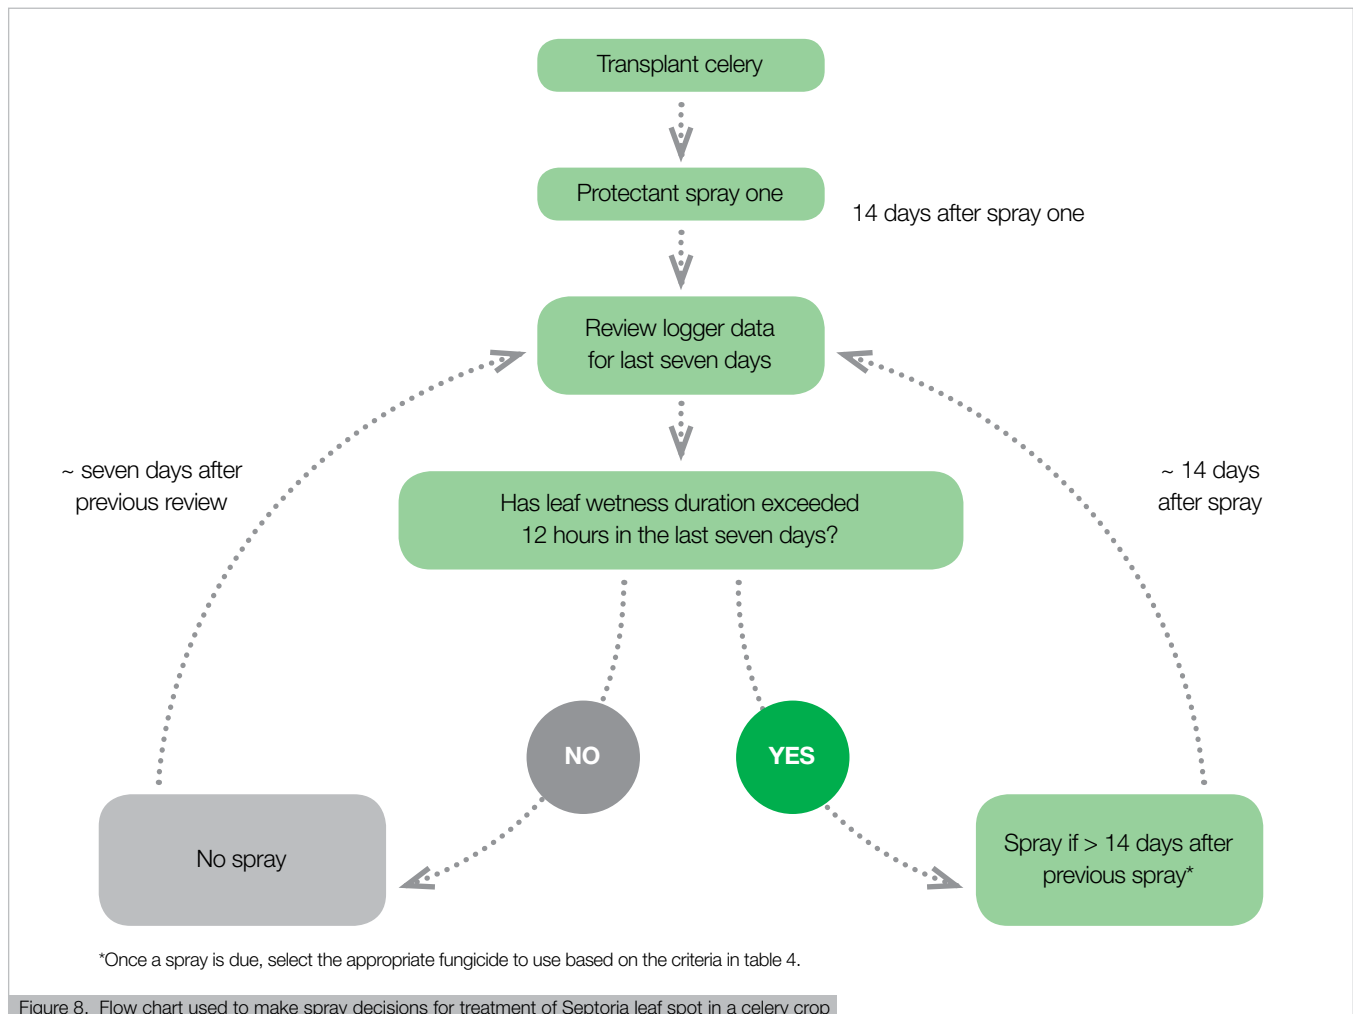 Transplant celery
Protectant spray one
14 days after spray one
Review logger data
for last seven days
~ seven days after
previous review
~ 14 days
after spray
Has leaf wetness duration exceeded
12 hours in the last seven days?
NO
YES
No spray
Spray if > 14 days after
previous spray*
*Once a spray is due, select the appropriate fungicide to use based on the criteria in table 4.
Figure 8. Flow chart used to make spray decisions for treatment of Septoria leaf spot in a celery crop